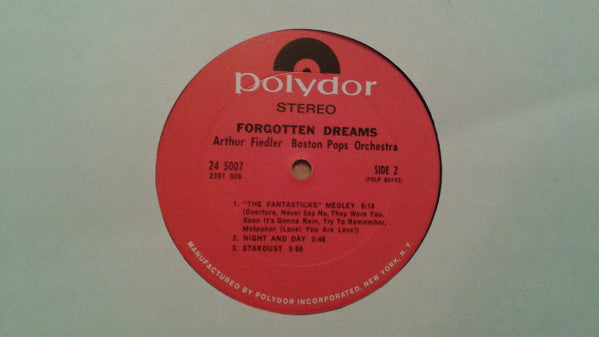 polydor
STEREO
FORGOTTEN DREAMS
Arthur Fiedler Boston Pops Orchestra
24 5007
2391 005
SIDE 2
(POLP 80192)
1. "THE FANTASTICKS" MEDLEY 8:18
(Overture, Never Say No, They Were You,
Soon It's Gonna Rain, Try To Remember,
Metaphor (Love! You Are Love!)
2. NIGHT AND DAY 3:46
3. STARDUST 3:50
MANUFACTURED BY POLYDOR INCORPORATED, NEW YORK, N.Y.